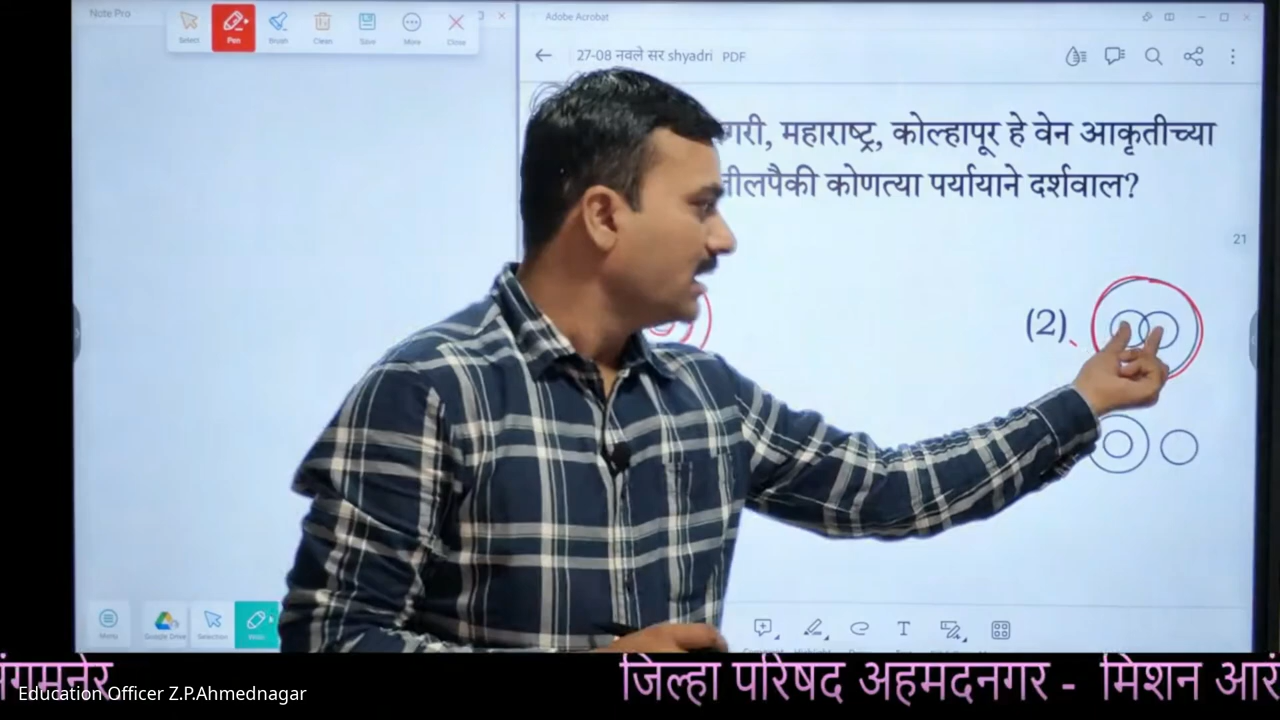 Note Pro
Select
Pen
Brush
Clean
Save
More
Close
Adobe Acrobat
27-08 नवले सर shyadri PDF
गरी, महाराष्ट्र, कोल्हापूर हे वेन आकृतीच्या
तीलपैकी कोणत्या पर्यायाने दर्शवाल?
21
(2)
Menu
Google Drive
Selection
जिल्हा परिषद अहमदनगर - मिशन आरं
Education Officer Z.P.Ahmednagar